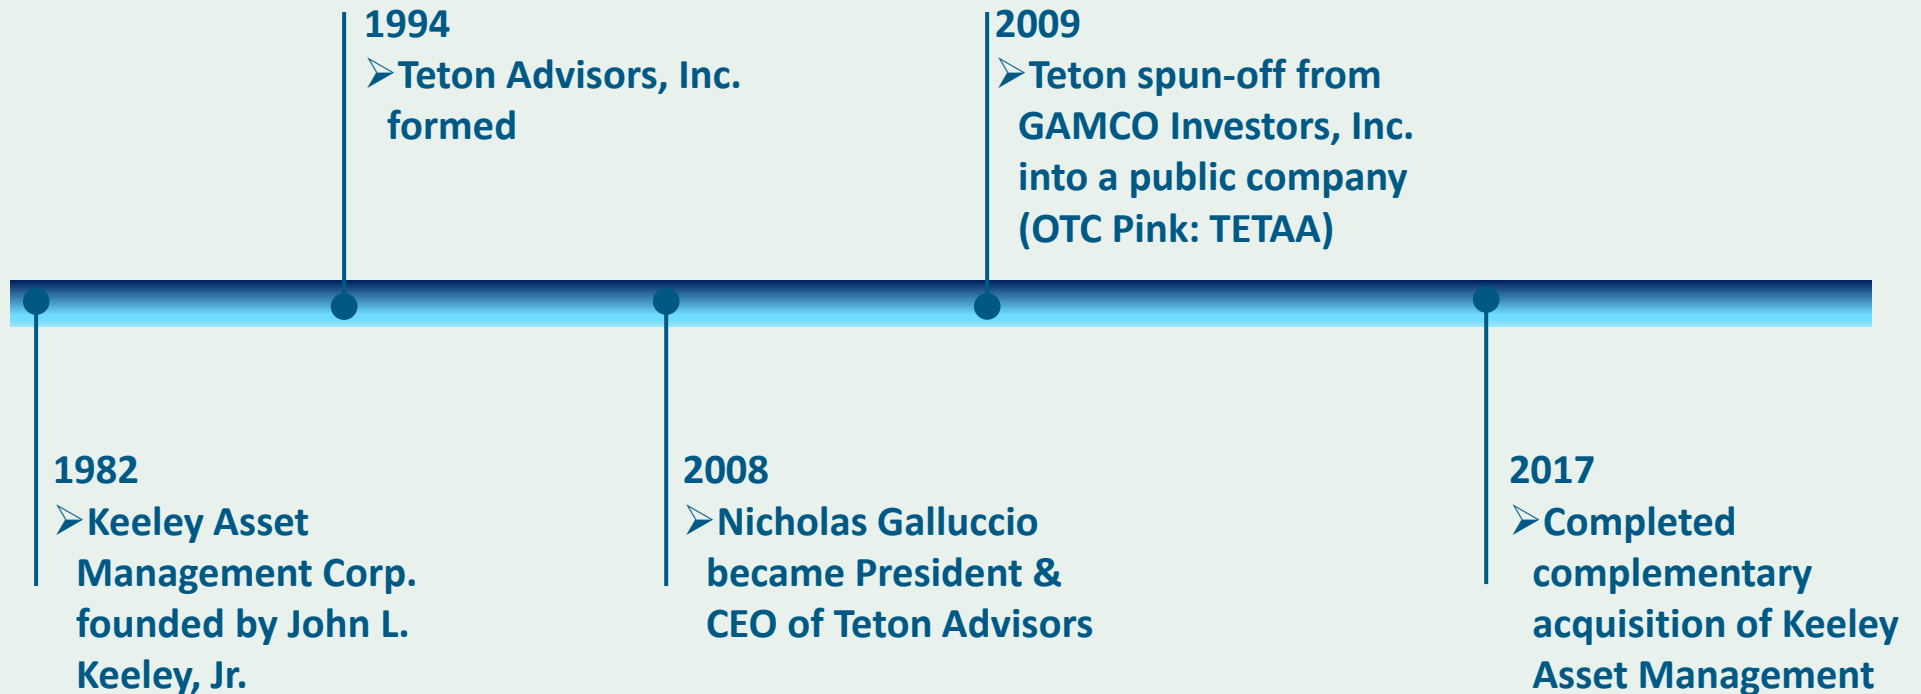 1994
➢Teton Advisors, Inc.
formed
2009
➢Teton spun-off from
GAMCO Investors, Inc.
into a public company
(OTC Pink: TETAA)
1982
➢Keeley Asset
Management Corp.
founded by John L.
Keeley, Jr.
2008
➢Nicholas Galluccio
became President &
CEO of Teton Advisors
2017
➢Completed
complementary
acquisition of Keeley
Asset Management